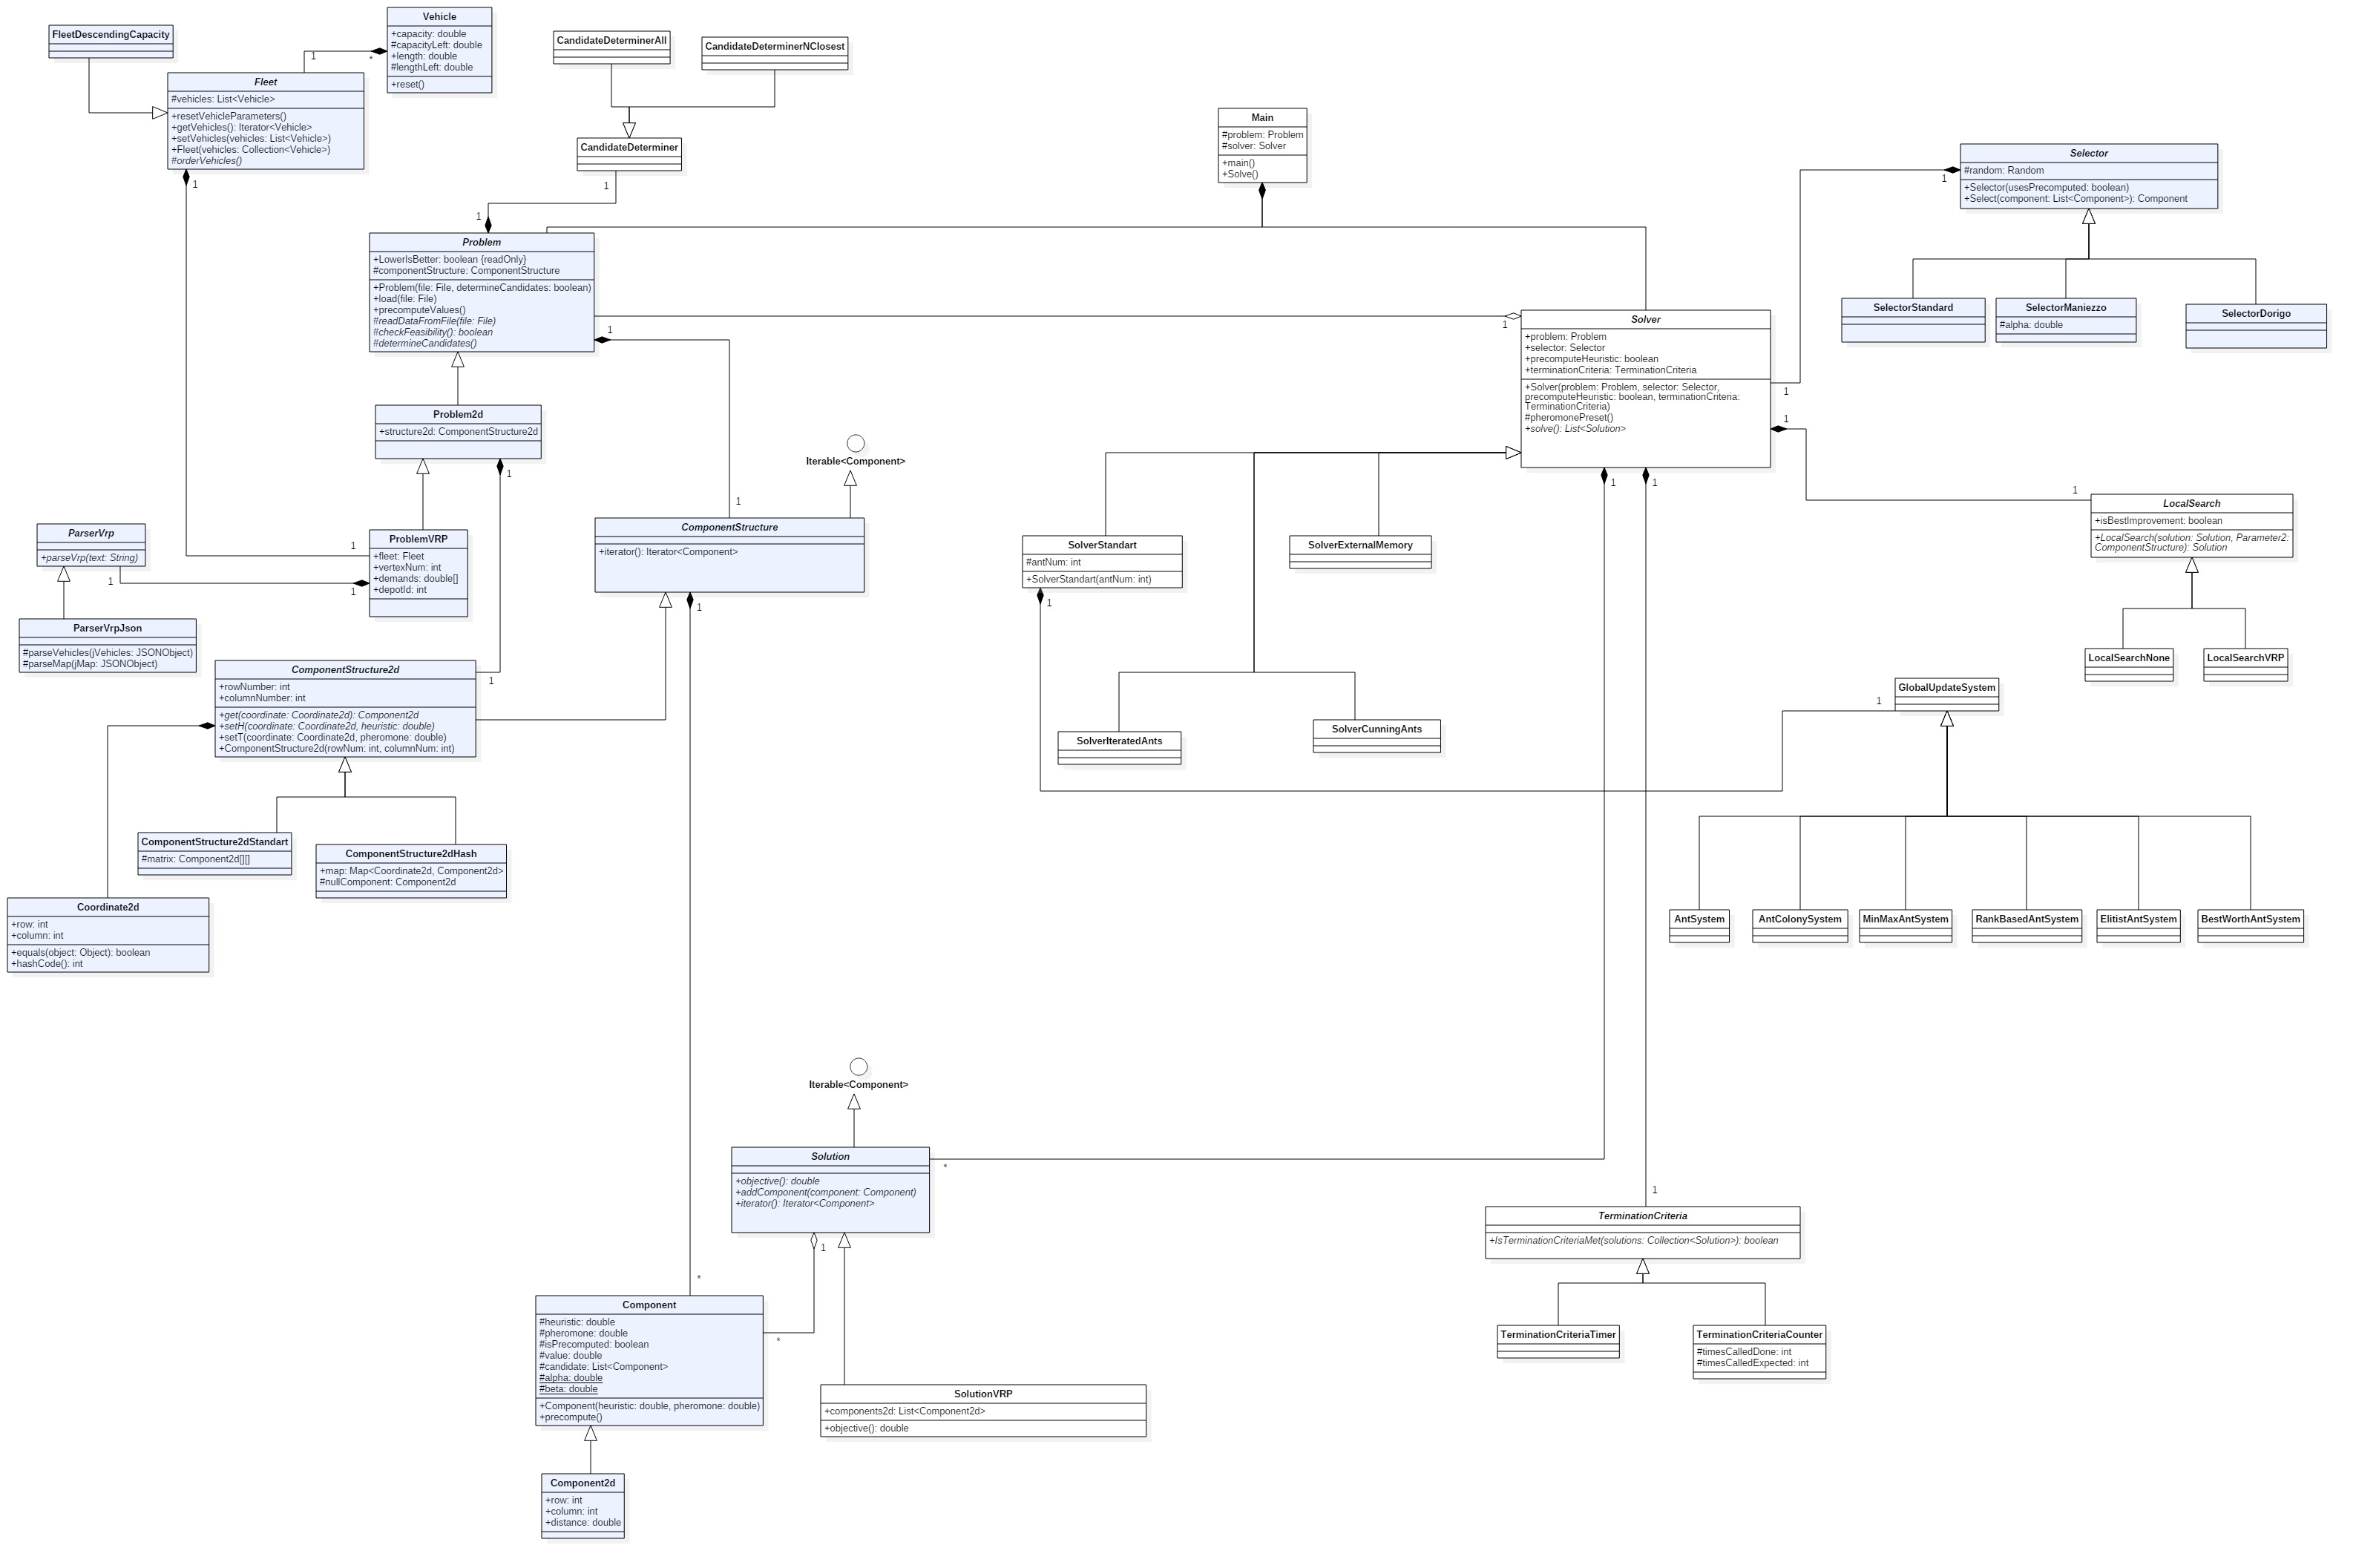 FleetDescendingCapacity
Vehicle
+capacity: double
#capacityLeft: double
+length: double
#lengthLeft: double
+reset()
1
*
Fleet
#vehicles: List<Vehicle>
+resetVehicleParameters()
+getVehicles(): Iterator<Vehicle>
+setVehicles(vehicles: List<Vehicle>)
+Fleet(vehicles: Collection<Vehicle>)
#orderVehicles()
1
CandidateDeterminerAll
CandidateDeterminerNClosest
CandidateDeterminer
1
1
Main
#problem: Problem
#solver: Solver
+main()
+Solve()
Selector
#random: Random
+Selector(usesPrecomputed: boolean)
+Select(component: List<Component>): Component
1
SelectorStandard
SelectorManiezzo
#alpha: double
SelectorDorigo
Problem
+LowerIsBetter: boolean {readOnly}
#componentStructure: ComponentStructure
+Problem(file: File, determineCandidates: boolean)
+load(file: File)
+precomputeValues()
#readDataFromFile(file: File)
#checkFeasibility(): boolean
#determineCandidates()
1
1
Solver
+problem: Problem
+selector: Selector
+precomputeHeuristic: boolean
+terminationCriteria: TerminationCriteria
+Solver(problem: Problem, selector: Selector,
precomputeHeuristic: boolean, terminationCriteria:
TerminationCriteria)
#pheromonePreset()
+solve(): List<Solution>
1
1
1
1
Problem2d
+structure2d: ComponentStructure2d
1
Iterable<Component>
1
ComponentStructure
+iterator(): Iterator<Component>
1
1
LocalSearch
+isBestImprovement: boolean
+LocalSearch(solution: Solution, Parameter2:
ComponentStructure): Solution
LocalSearchNone
LocalSearchVRP
ParserVrp
+parseVrp(text: String)
1
1
1
ProblemVRP
+fleet: Fleet
+vertexNum: int
+demands: double[]
+depotId: int
SolverStandart
#antNum: int
+SolverStandart(antNum: int)
1
SolverExternalMemory
ParserVrpJson
#parseVehicles(jVehicles: JSONObject)
#parseMap(jMap: JSONObject)
ComponentStructure2d
+rowNumber: int
+columnNumber: int
+get(coordinate: Coordinate2d): Component2d
+setH(coordinate: Coordinate2d, heuristic: double)
+setT(coordinate: Coordinate2d, pheromone: double)
+ComponentStructure2d(rowNum: int, columnNum: int)
1
GlobalUpdateSystem
1
SolverIteratedAnts
SolverCunningAnts
ComponentStructure2dStandart
#matrix: Component2d[][]
ComponentStructure2dHash
+map: Map<Coordinate2d, Component2d>
#nullComponent: Component2d
Coordinate2d
+row: int
+column: int
+equals(object: Object): boolean
+hashCode(): int
AntSystem
AntColonySystem
MinMaxAntSystem
RankBasedAntSystem
ElitistAntSystem
BestWorthAntSystem
Iterable<Component>
Solution
+objective(): double
+addComponent(component: Component)
+iterator(): Iterator<Component>
*
1
1
TerminationCriteria
+IsTerminationCriteriaMet(solutions: Collection<Solution>): boolean
TerminationCriteriaTimer
TerminationCriteriaCounter
#timesCalledDone: int
#timesCalledExpected: int
*
Component
#heuristic: double
#pheromone: double
#isPrecomputed: boolean
#value: double
#candidate: List<Component>
#alpha: double
#beta: double
+Component(heuristic: double, pheromone: double)
+precompute()
*
SolutionVRP
+components2d: List<Component2d>
+objective(): double
Component2d
+row: int
+column: int
+distance: double